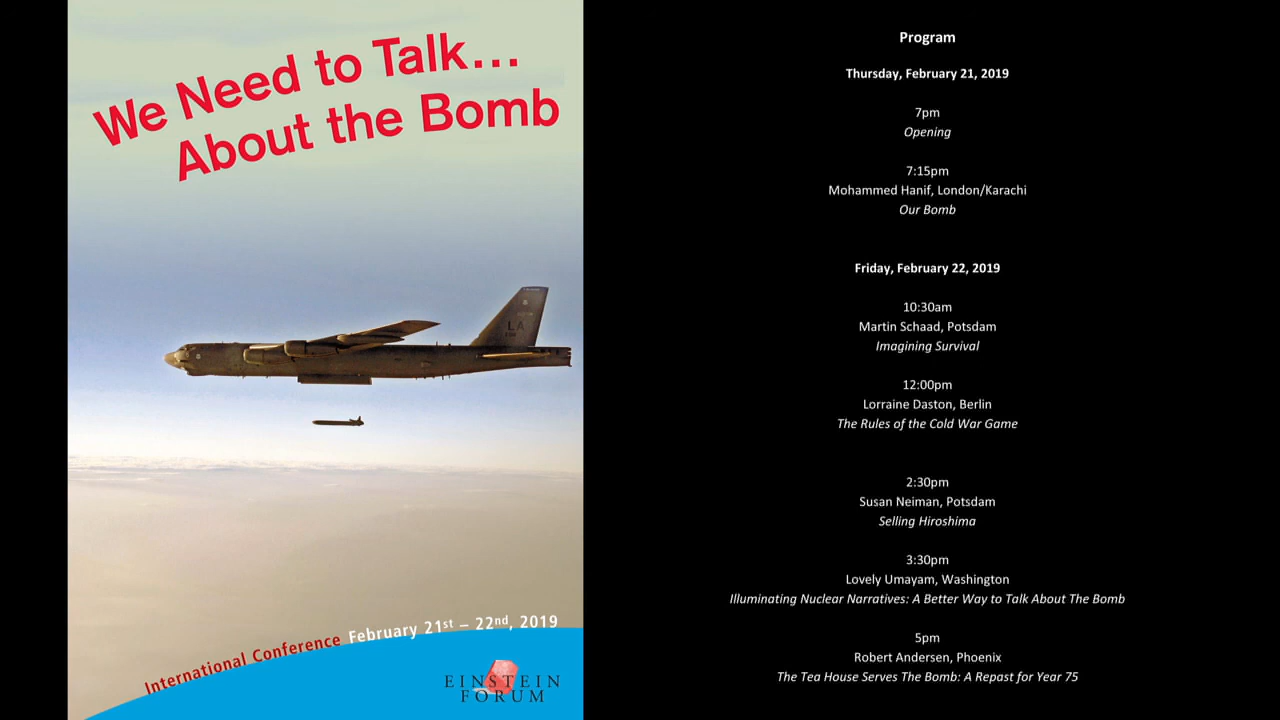 We Need to Talk...
About the Bomb
LA
International Conference February 21st – 22nd, 2019
EINSTEIN
FORUM
Program
Thursday, February 21, 2019
7pm
Opening
7:15pm
Mohammed Hanif, London/Karachi
Our Bomb
Friday, February 22, 2019
10:30am
Martin Schaad, Potsdam
Imagining Survival
12:00pm
Lorraine Daston, Berlin
The Rules of the Cold War Game
2:30pm
Susan Neiman, Potsdam
Selling Hiroshima
3:30pm
Lovely Umayam, Washington
Illuminating Nuclear Narratives: A Better Way to Talk About The Bomb
5pm
Robert Andersen, Phoenix
The Tea House Serves The Bomb: A Repast for Year 75